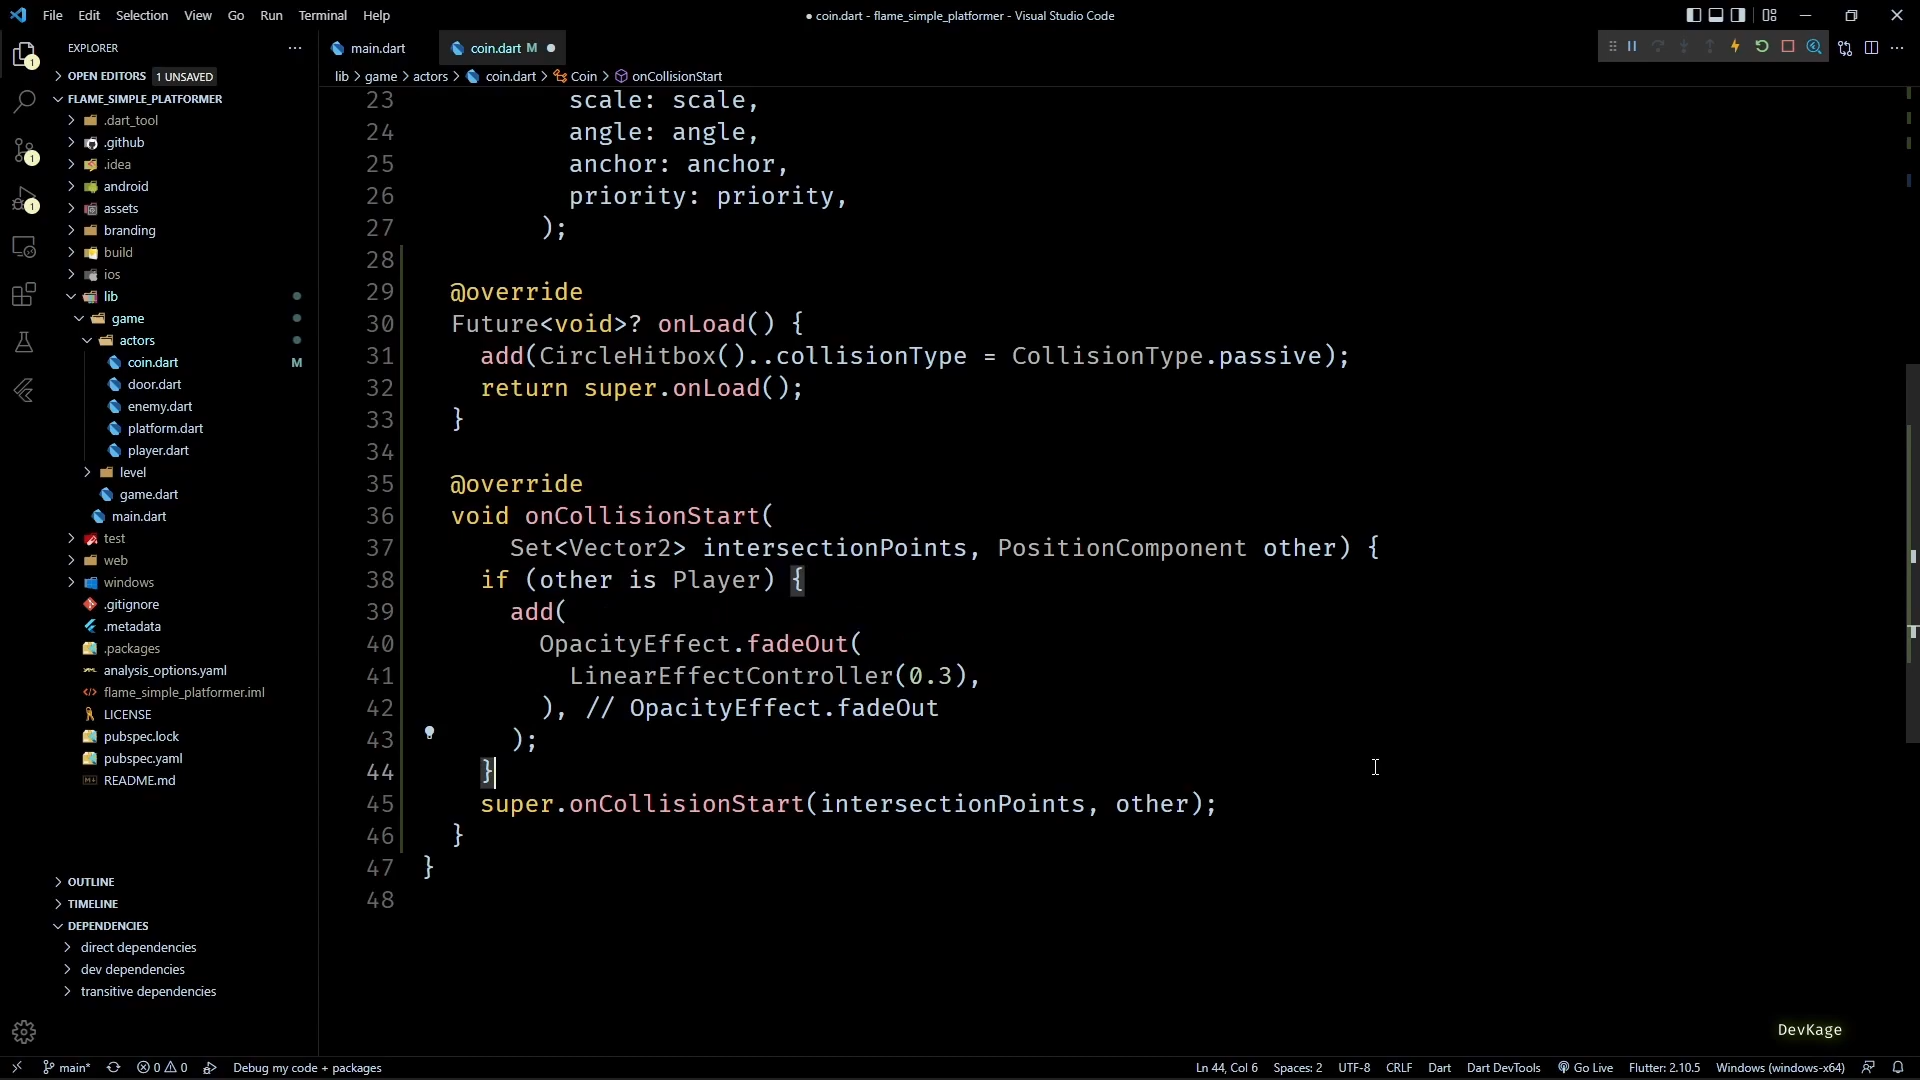 File Edit Selection View Go Run Terminal Help
● coin.dart - flame_simple_platformer - Visual Studio Code
EXPLORER
OPEN EDITORS 1 UNSAVED
FLAME_SIMPLE_PLATFORMER
.dart_tool
.github
.idea
android
assets
branding
build
ios
lib
game
actors
coin.dart M
door.dart
enemy.dart
platform.dart
player.dart
level
game.dart
main.dart
test
web
windows
.gitignore
.metadata
.packages
analysis_options.yaml
flame_simple_platformer.iml
LICENSE
pubspec.lock
pubspec.yaml
README.md
OUTLINE
TIMELINE
DEPENDENCIES
direct dependencies
dev dependencies
transitive dependencies
1
1
1
main.dart
coin.dart M
lib > game > actors > coin.dart > Coin > onCollisionStart
23 scale: scale,
24 angle: angle,
25 anchor: anchor,
26 priority: priority,
27 );
28
29 @override
30 Future<void>? onLoad() {
31 add(CircleHitbox()..collisionType = CollisionType.passive);
32 return super.onLoad();
33 }
34
35 @override
36 void onCollisionStart(
37 Set<Vector2> intersectionPoints, PositionComponent other) {
38 if (other is Player) {
39 add(
40 OpacityEffect.fadeOut(
41 LinearEffectController(0.3),
42 ), // OpacityEffect.fadeOut
43 );
44 }
45 super.onCollisionStart(intersectionPoints, other);
46 }
47 }
48
DevKage
main* 0 0 Debug my code + packages
Ln 44, Col 6 Spaces: 2 UTF-8 CRLF Dart Dart DevTools Go Live Flutter: 2.10.5 Windows (windows-x64)